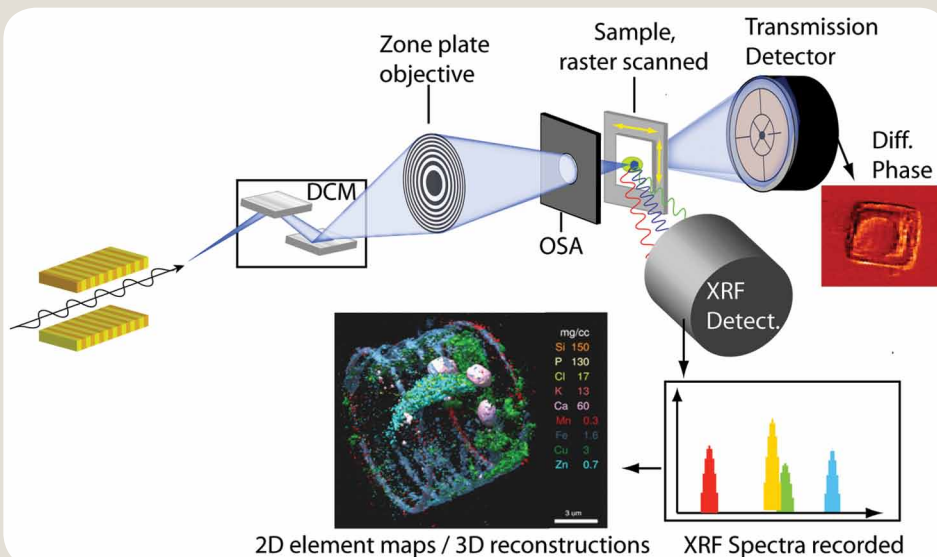 Zone plate
objective
Sample,
raster scanned
Transmission
Detector
DCM
Diff.
Phase
OSA
XRF
Detect.
mg/cc
Si 150
P 130
Cl 17
K 13
Ca 60
Mn 0.3
Fe 1.6
Cu 3
Zn 0.7
3 um
2D element maps / 3D reconstructions
XRF Spectra recorded